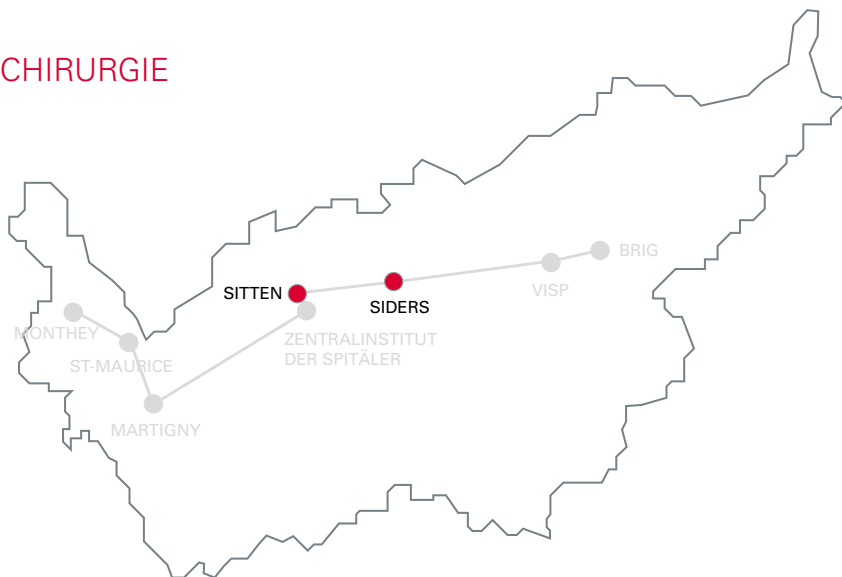 CHIRURGIE
BRIG
VISP
SITTEN
SIDERS
MONTHEY
ZENTRALINSTITUT
DER SPITÄLER
ST-MAURICE
MARTIGNY